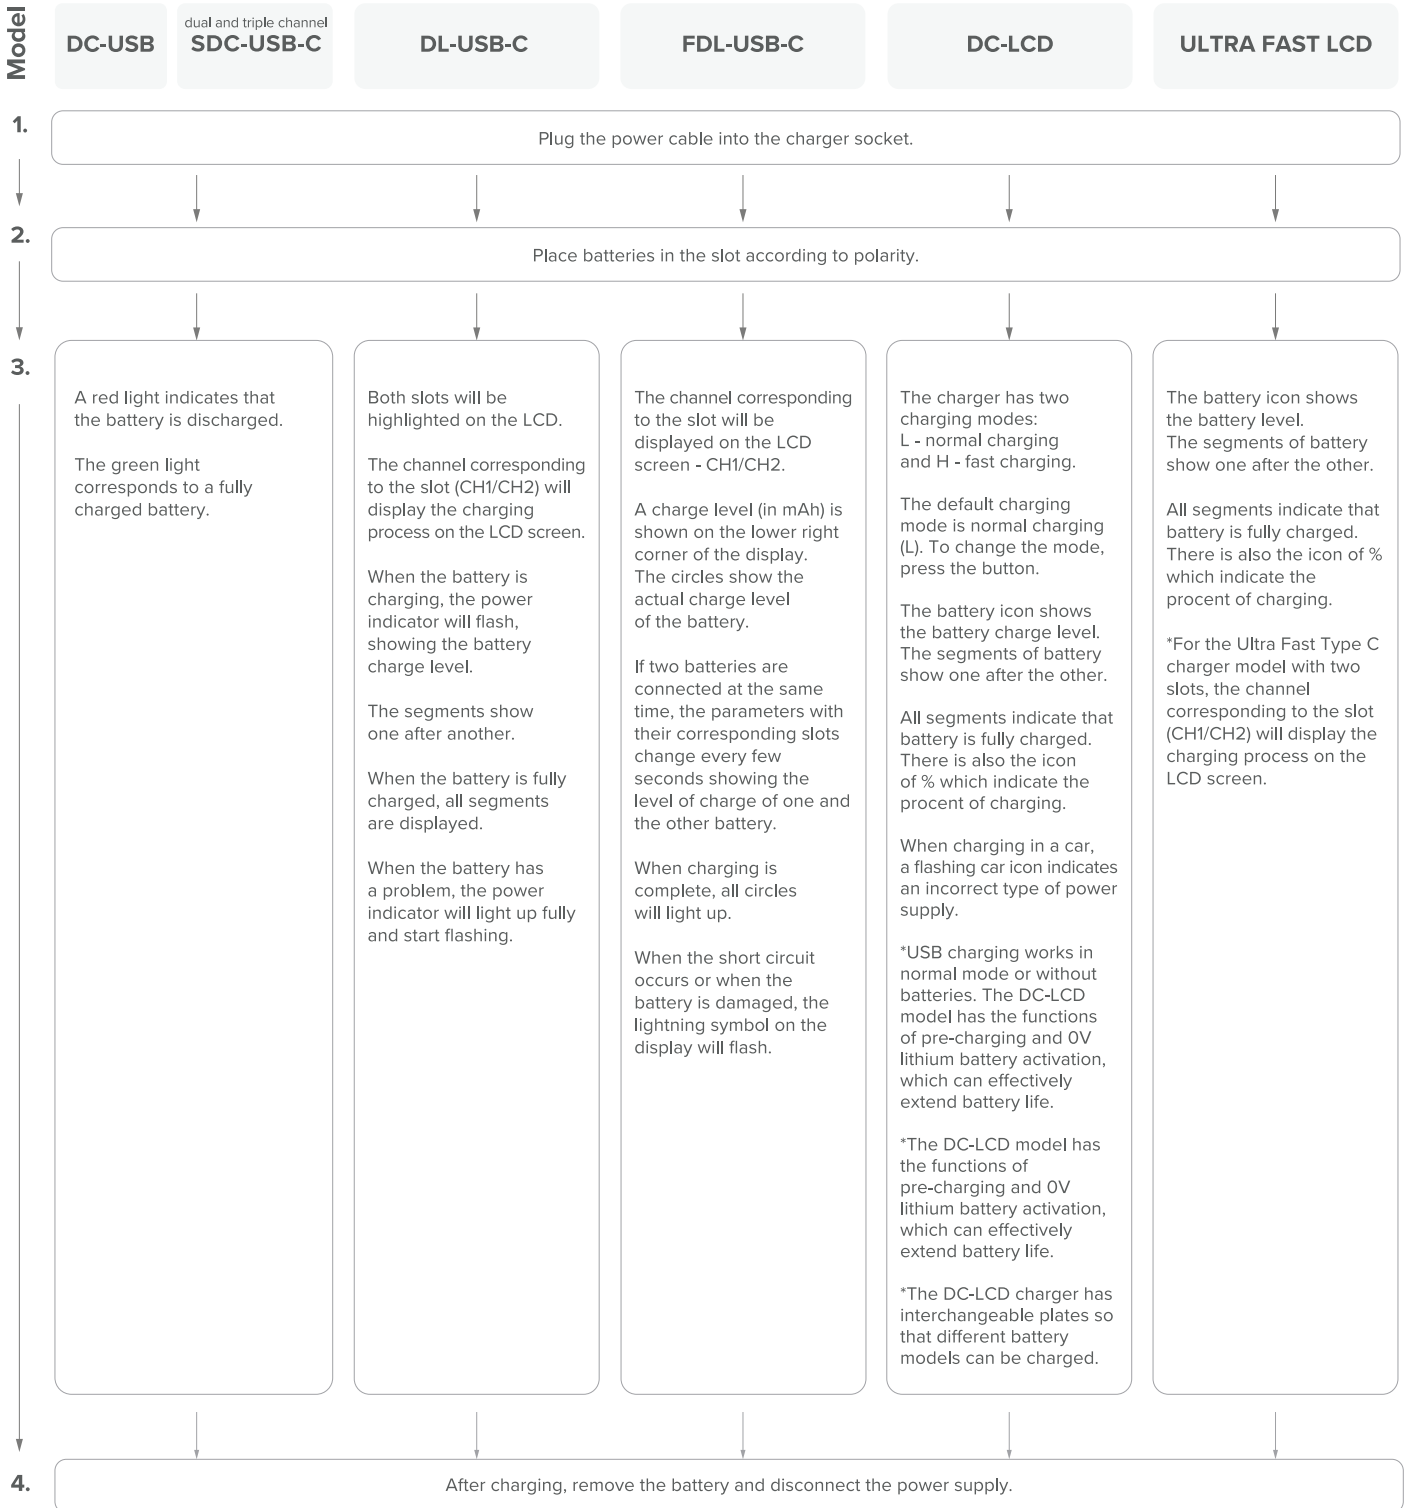 Model
DC-USB
dual and triple channel
SDC-USB-C
DL-USB-C
FDL-USB-C
DC-LCD
ULTRA FAST LCD
1.
Plug the power cable into the charger socket.
2.
Place batteries in the slot according to polarity.
3.
A red light indicates that
the battery is discharged.
The green light
corresponds to a fully
charged battery.
Both slots will be
highlighted on the LCD.
The channel corresponding
to the slot (CH1/CH2) will
display the charging
process on the LCD screen.
When the battery is
charging, the power
indicator will flash,
showing the battery
charge level.
The segments show
one after another.
When the battery is fully
charged, all segments
are displayed.
When the battery has
a problem, the power
indicator will light up fully
and start flashing.
The channel corresponding
to the slot will be
displayed on the LCD
screen - CH1/CH2.
A charge level (in mAh) is
shown on the lower right
corner of the display.
The circles show the
actual charge level
of the battery.
If two batteries are
connected at the same
time, the parameters with
their corresponding slots
change every few
seconds showing the
level of charge of one and
the other battery.
When charging is
complete, all circles
will light up.
When the short circuit
occurs or when the
battery is damaged, the
lightning symbol on the
display will flash.
The charger has two
charging modes:
L - normal charging
and H - fast charging.
The default charging
mode is normal charging
(L). To change the mode,
press the button.
The battery icon shows
the battery charge level.
The segments of battery
show one after the other.
All segments indicate that
battery is fully charged.
There is also the icon
of % which indicate the
procent of charging.
When charging in a car,
a flashing car icon indicates
an incorrect type of power
supply.
*USB charging works in
normal mode or without
batteries. The DC-LCD
model has the functions
of pre-charging and 0V
lithium battery activation,
which can effectively
extend battery life.
*The DC-LCD model has
the functions of
pre-charging and 0V
lithium battery activation,
which can effectively
extend battery life.
*The DC-LCD charger has
interchangeable plates so
that different battery
models can be charged.
The battery icon shows
the battery level.
The segments of battery
show one after the other.
All segments indicate that
battery is fully charged.
There is also the icon of %
which indicate the
procent of charging.
*For the Ultra Fast Type C
charger model with two
slots, the channel
corresponding to the slot
(CH1/CH2) will display the
charging process on the
LCD screen.
4.
After charging, remove the battery and disconnect the power supply.